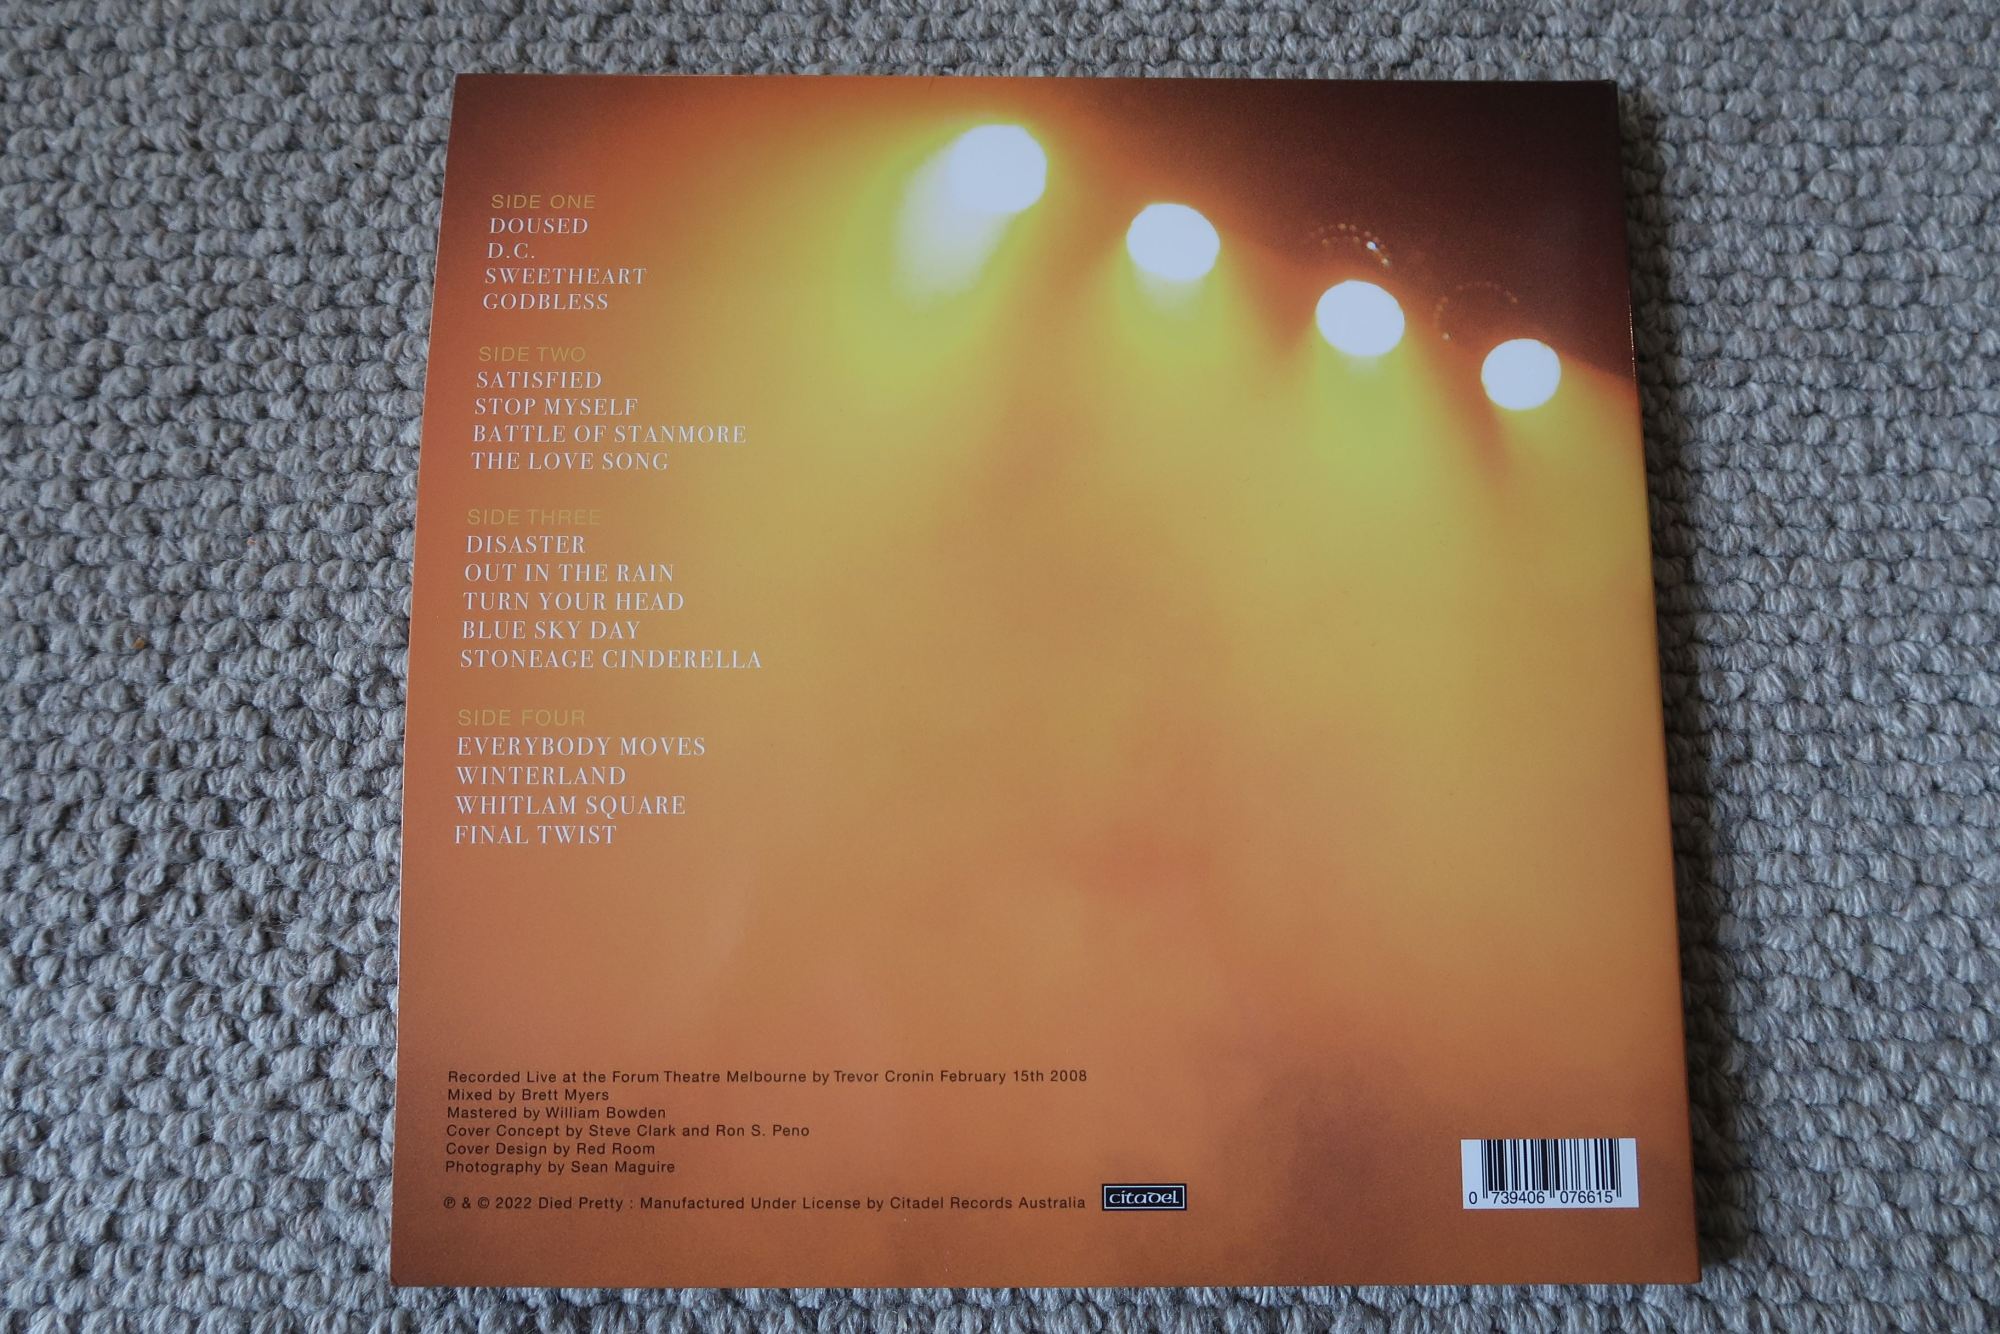 SIDE ONE
DOUSED
D.C.
SWEETHEART
GODBLESS
SIDE TWO
SATISFIED
STOP MYSELF
BATTLE OF STANMORE
THE LOVE SONG
SIDE THREE
DISASTER
OUT IN THE RAIN
TURN YOUR HEAD
BLUE SKY DAY
STONEAGE CINDERELLA
SIDE FOUR
EVERYBODY MOVES
WINTERLAND
WHITLAM SQUARE
FINAL TWIST
Recorded Live at the Forum Theatre Melbourne by Trevor Cronin February 15th 2008
Mixed by Brett Myers
Mastered by William Bowden
Cover Concept by Steve Clark and Ron S. Peno
Cover Design by Red Room
Photography by Sean Maguire
℗ & © 2022 Died Pretty : Manufactured Under License by Citadel Records Australia
citadel
0 739406 076615